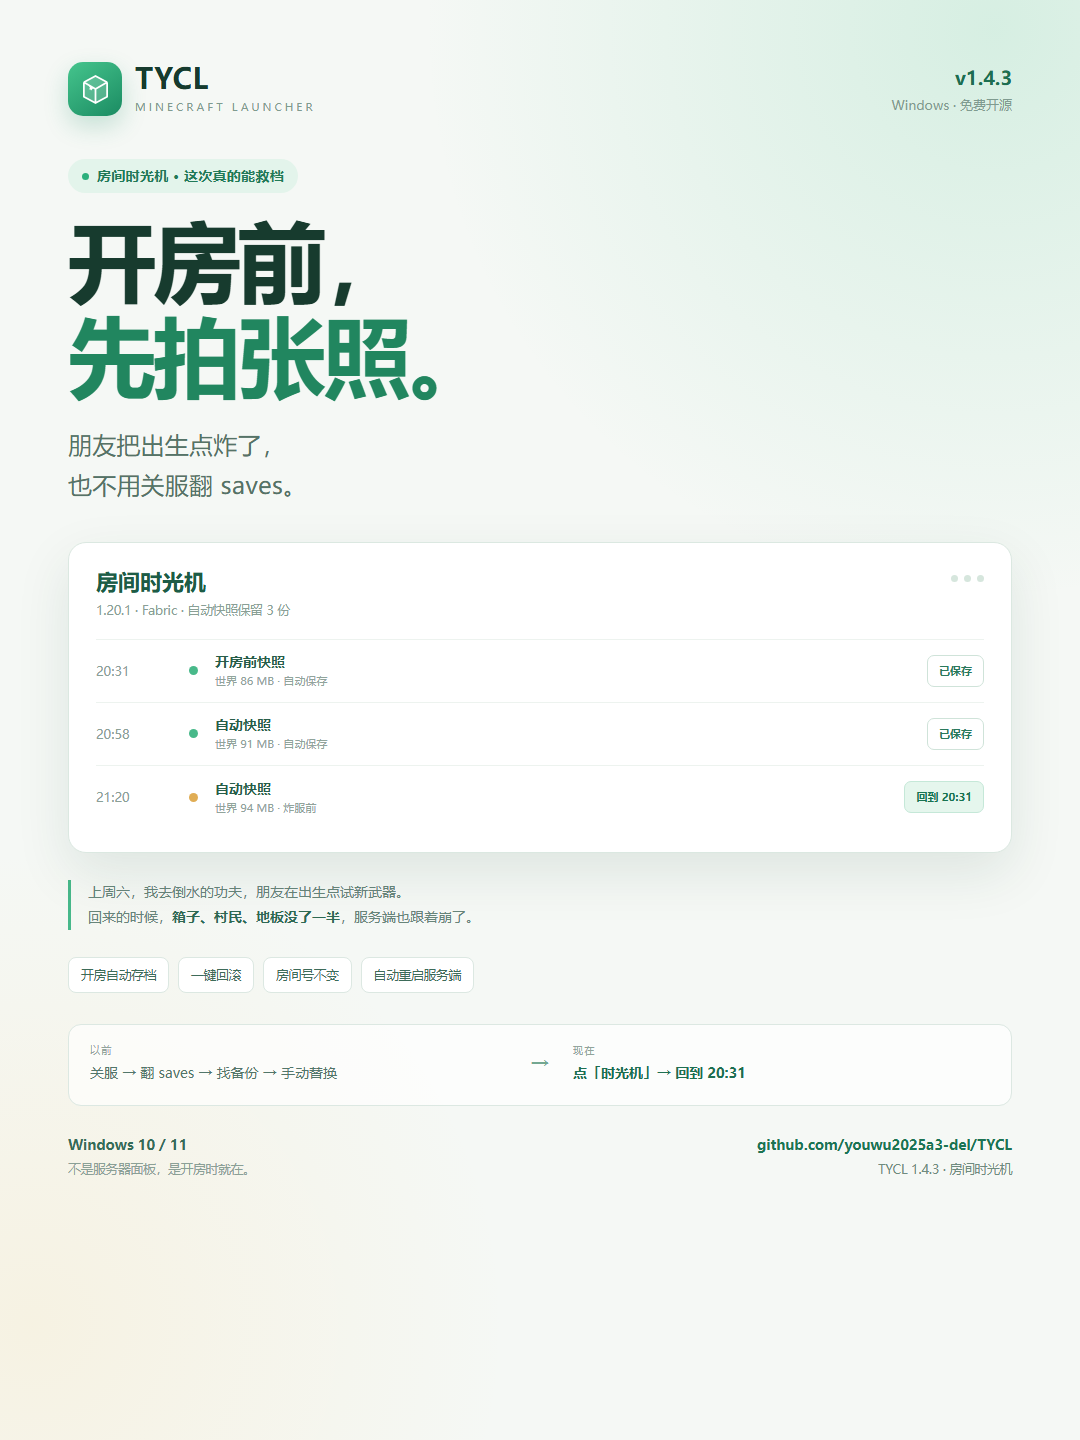 TYCL
MINECRAFT LAUNCHER
v1.4.3
Windows · 免费开源
房间时光机 • 这次真的能救档
开房前，
先拍张照。
朋友把出生点炸了，
也不用关服翻 saves。
房间时光机
1.20.1 · Fabric · 自动快照保留 3 份
20:31
开房前快照
世界 86 MB · 自动保存
已保存
20:58
自动快照
世界 91 MB · 自动保存
已保存
21:20
自动快照
世界 94 MB · 炸服前
回到 20:31
上周六，我去倒水的功夫，朋友在出生点试新武器。
回来的时候，箱子、村民、地板没了一半，服务端也跟着崩了。
开房自动存档
一键回滚
房间号不变
自动重启服务端
以前
关服 → 翻 saves → 找备份 → 手动替换
→
现在
点「时光机」→ 回到 20:31
Windows 10 / 11
不是服务器面板，是开房时就在。
github.com/youwu2025a3-del/TYCL
TYCL 1.4.3 · 房间时光机